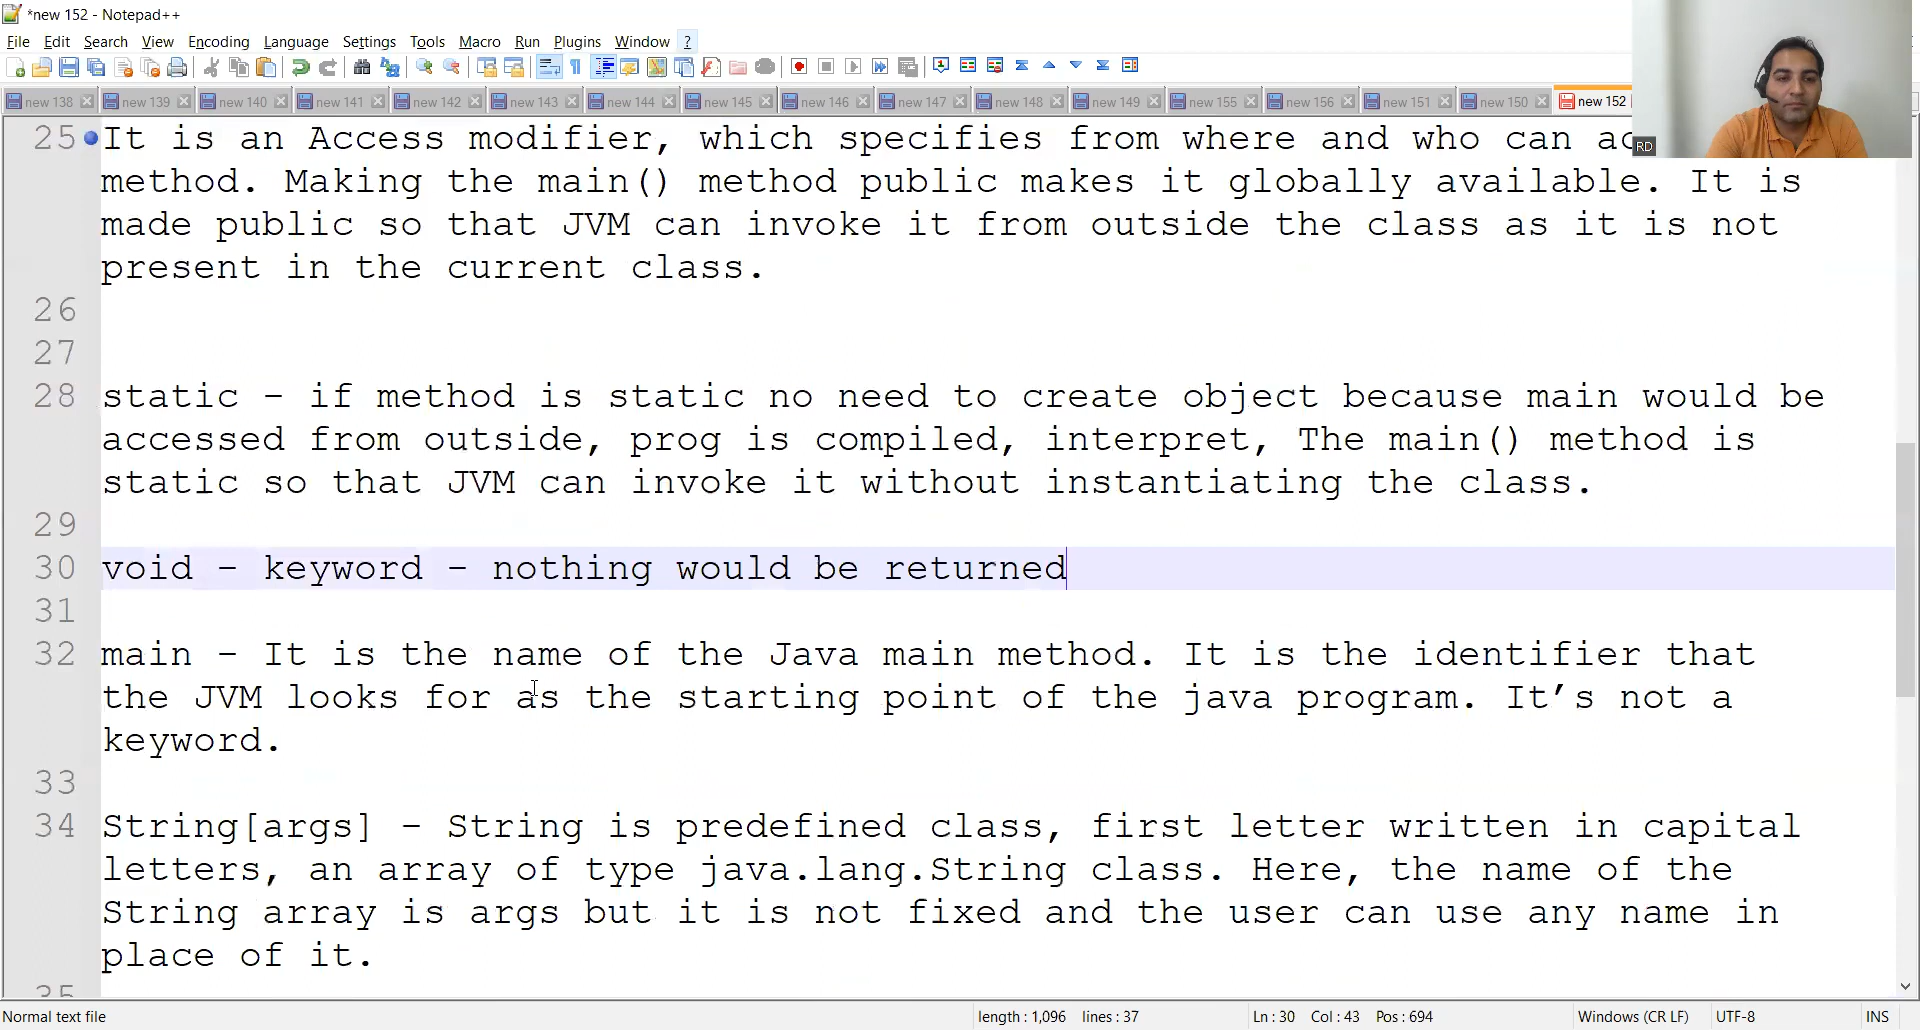 *new 152 - Notepad++
File Edit Search View Encoding Language Settings Tools Macro Run Plugins Window ?
new 138 new 139 new 140 new 141 new 142 new 143 new 144 new 145 new 146 new 147 new 148 new 149 new 155 new 156 new 151 new 150 new 152
RD
25 It is an Access modifier, which specifies from where and who can
method. Making the main() method public makes it globally available. It is
made public so that JVM can invoke it from outside the class as it is not
present in the current class.
26
27
28 static - if method is static no need to create object because main would be
accessed from outside, prog is compiled, interpret, The main() method is
static so that JVM can invoke it without instantiating the class.
29
30 void - keyword - nothing would be returned
31
32 main - It is the name of the Java main method. It is the identifier that
the JVM looks for as the starting point of the java program. It’s not a
keyword.
33
34 String[args] - String is predefined class, first letter written in capital
letters, an array of type java.lang.String class. Here, the name of the
String array is args but it is not fixed and the user can use any name in
place of it.
35
Normal text file length : 1,096 lines : 37 Ln : 30 Col : 43 Pos : 694 Windows (CR LF) UTF-8 INS